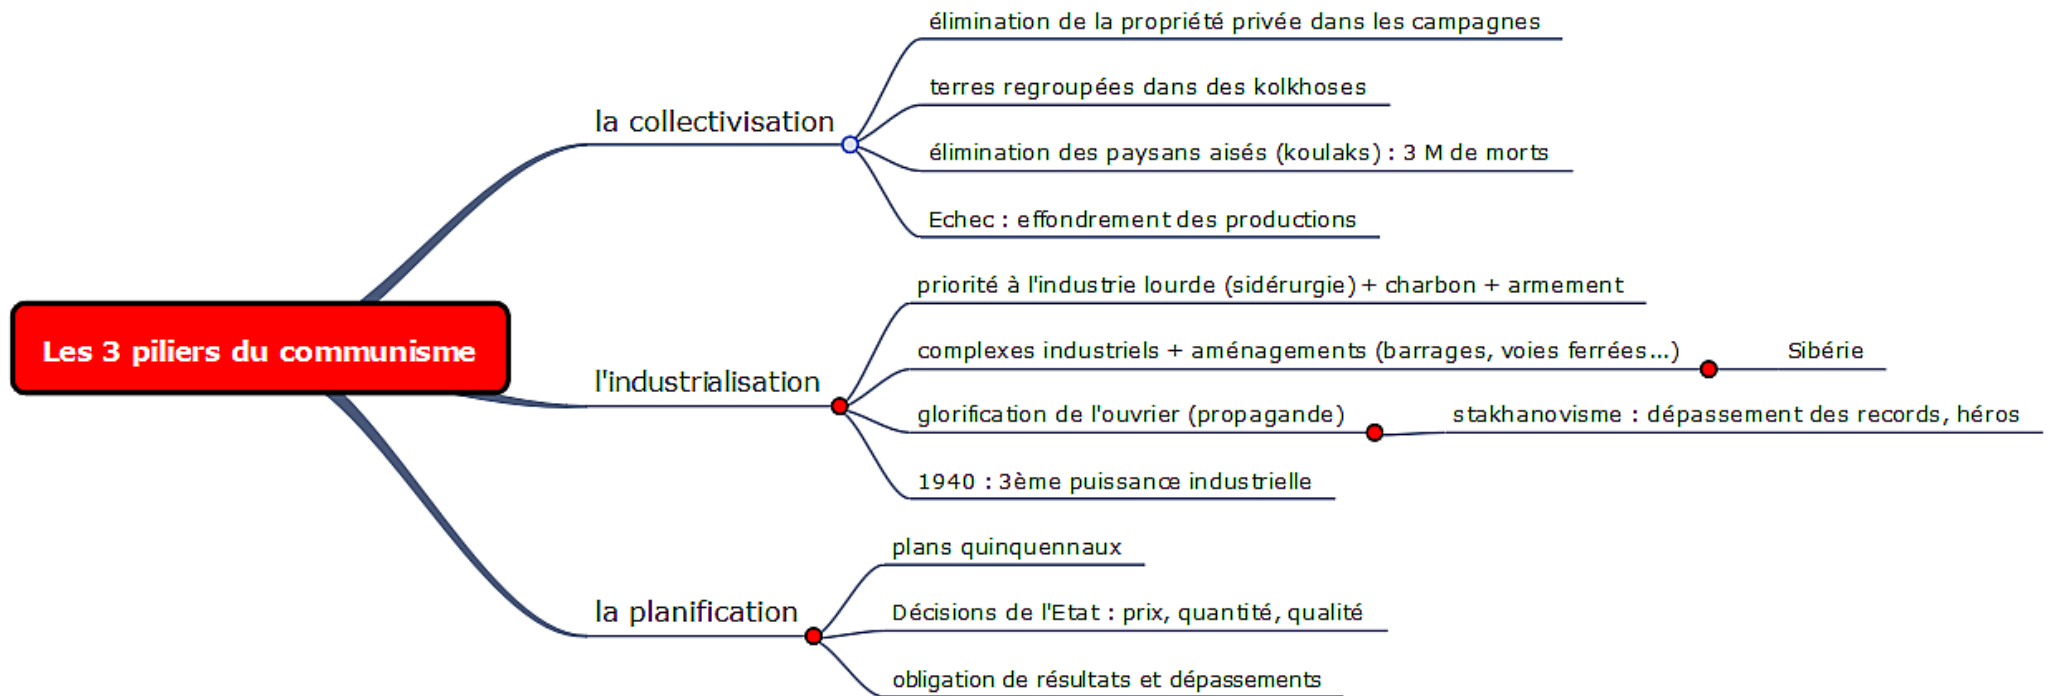 élimination de la propriété privée dans les campagnes
terres regroupées dans des kolkhoses
la collectivisation
élimination des paysans aisés (koulaks) : 3 M de morts
Echec : effondrement des productions
priorité à l'industrie lourde (sidérurgie) + charbon + armement
Les 3 piliers du communisme
complexes industriels + aménagements (barrages, voies ferrées...)
Sibérie
l'industrialisation
glorification de l'ouvrier (propagande)
stakhanovisme : dépassement des records, héros
1940 : 3ème puissance industrielle
plans quinquennaux
la planification
Décisions de l'Etat : prix, quantité, qualité
obligation de résultats et dépassements